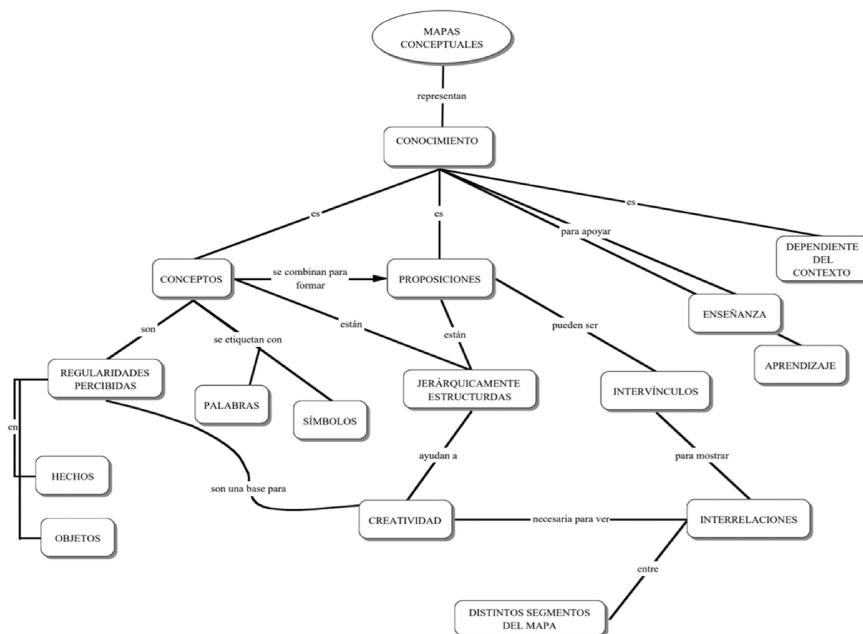 MAPAS
CONCEPTUALES
representan
CONOCIMIENTO
es
es
es
para apoyar
DEPENDIENTE
DEL
CONTEXTO
CONCEPTOS
se combinan para
formar
PROPOSICIONES
ENSEÑANZA
son
se etiquetan con
están
están
pueden ser
APRENDIZAJE
REGULARIDADES
PERCIBIDAS
PALABRAS
SÍMBOLOS
JERÁRQUICAMENTE
ESTRUCTURDAS
INTERVÍNCULOS
en
ayudan a
para mostrar
HECHOS
son una base para
CREATIVIDAD
necesaria para ver
INTERRELACIONES
OBJETOS
entre
DISTINTOS SEGMENTOS
DEL MAPA